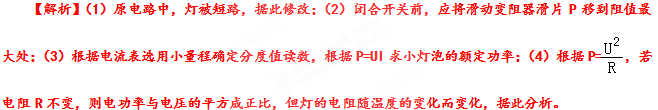 【解析】(1)原电路中，灯被短路，据此修改；(2)闭合开关前，应将滑动变阻器滑片 P 移到阻值最
大处；(3)根据电流表选用小量程确定分度值读数，根据 P=UI 求小灯泡的额定功率；(4)根据 P=U²/R，若
电阻 R 不变，则电功率与电压的平方成正比，但灯的电阻随温度的变化而变化，据此分析。